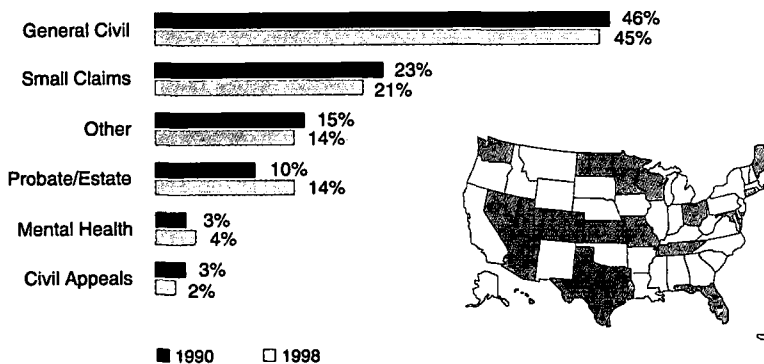 General Civil 46%
45%
Small Claims 23%
21%
Other 15%
14%
Probate/Estate 10%
14%
Mental Health 3%
4%
Civil Appeals 3%
2%
1990 1998